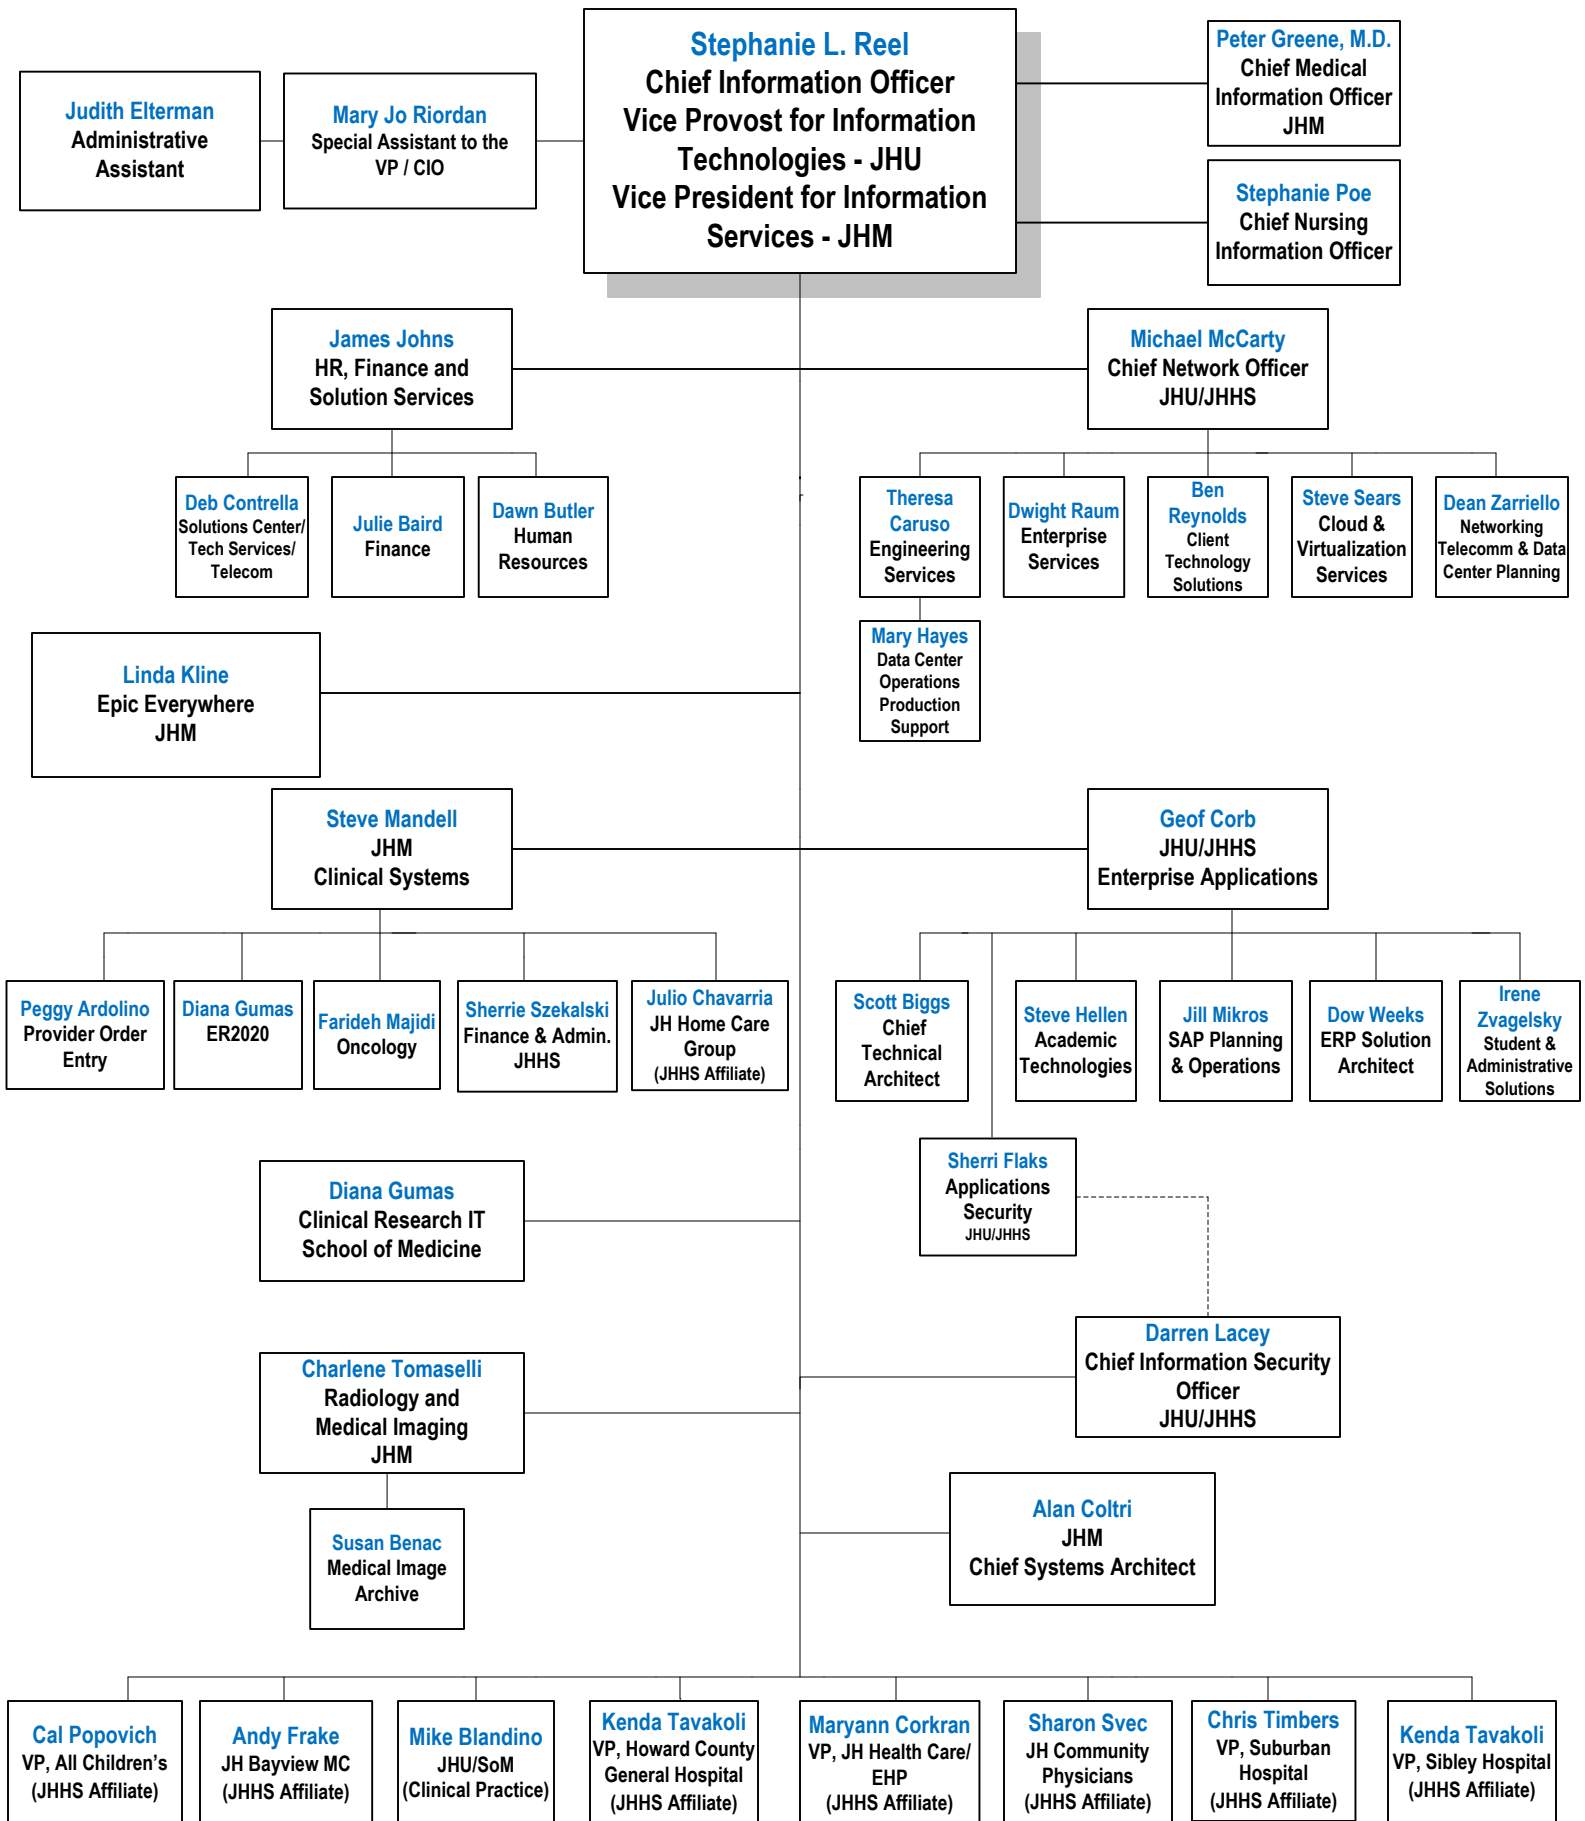 Stephanie L. Reel
Chief Information Officer
Vice Provost for Information
Technologies - JHU
Vice President for Information
Services - JHM
Peter Greene, M.D.
Chief Medical
Information Officer
JHM
Judith Elterman
Administrative
Assistant
Mary Jo Riordan
Special Assistant to the
VP / CIO
Stephanie Poe
Chief Nursing
Information Officer
James Johns
HR, Finance and
Solution Services
Michael McCarty
Chief Network Officer
JHU/JHHS
Deb Contrella
Solutions Center/
Tech Services/
Telecom
Julie Baird
Finance
Dawn Butler
Human
Resources
Theresa
Caruso
Engineering
Services
Dwight Raum
Enterprise
Services
Ben
Reynolds
Client
Technology
Solutions
Steve Sears
Cloud &
Virtualization
Services
Dean Zarriello
Networking
Telecomm & Data
Center Planning
Mary Hayes
Data Center
Operations
Production
Support
Linda Kline
Epic Everywhere
JHM
Steve Mandell
JHM
Clinical Systems
Geof Corb
JHU/JHHS
Enterprise Applications
Peggy Ardolino
Provider Order
Entry
Diana Gumas
ER2020
Farideh Majidi
Oncology
Sherrie Szekalski
Finance & Admin.
JHHS
Julio Chavarria
JH Home Care
Group
(JHHS Affiliate)
Scott Biggs
Chief
Technical
Architect
Steve Hellen
Academic
Technologies
Jill Mikros
SAP Planning
& Operations
Dow Weeks
ERP Solution
Architect
Irene
Zvagelsky
Student &
Administrative
Solutions
Sherri Flaks
Applications
Security
JHU/JHHS
Diana Gumas
Clinical Research IT
School of Medicine
Darren Lacey
Chief Information Security
Officer
JHU/JHHS
Charlene Tomaselli
Radiology and
Medical Imaging
JHM
Alan Coltri
JHM
Chief Systems Architect
Susan Benac
Medical Image
Archive
Cal Popovich
VP, All Children's
(JHHS Affiliate)
Andy Frake
JH Bayview MC
(JHHS Affiliate)
Mike Blandino
JHU/SoM
(Clinical Practice)
Kenda Tavakoli
VP, Howard County
General Hospital
(JHHS Affiliate)
Maryann Corkran
VP, JH Health Care/
EHP
(JHHS Affiliate)
Sharon Svec
JH Community
Physicians
(JHHS Affiliate)
Chris Timbers
VP, Suburban
Hospital
(JHHS Affiliate)
Kenda Tavakoli
VP, Sibley Hospital
(JHHS Affiliate)